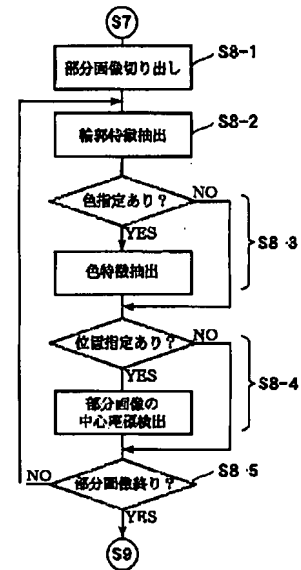 S7
部分画像切り出し
S8-1
輪郭特徴抽出
S8-2
色指定あり?
NO
YES
S8-3
色特徴抽出
位置指定あり?
NO
YES
S8-4
部分画像の
中心座標検出
NO
部分画像終り?
S8-5
YES
S9